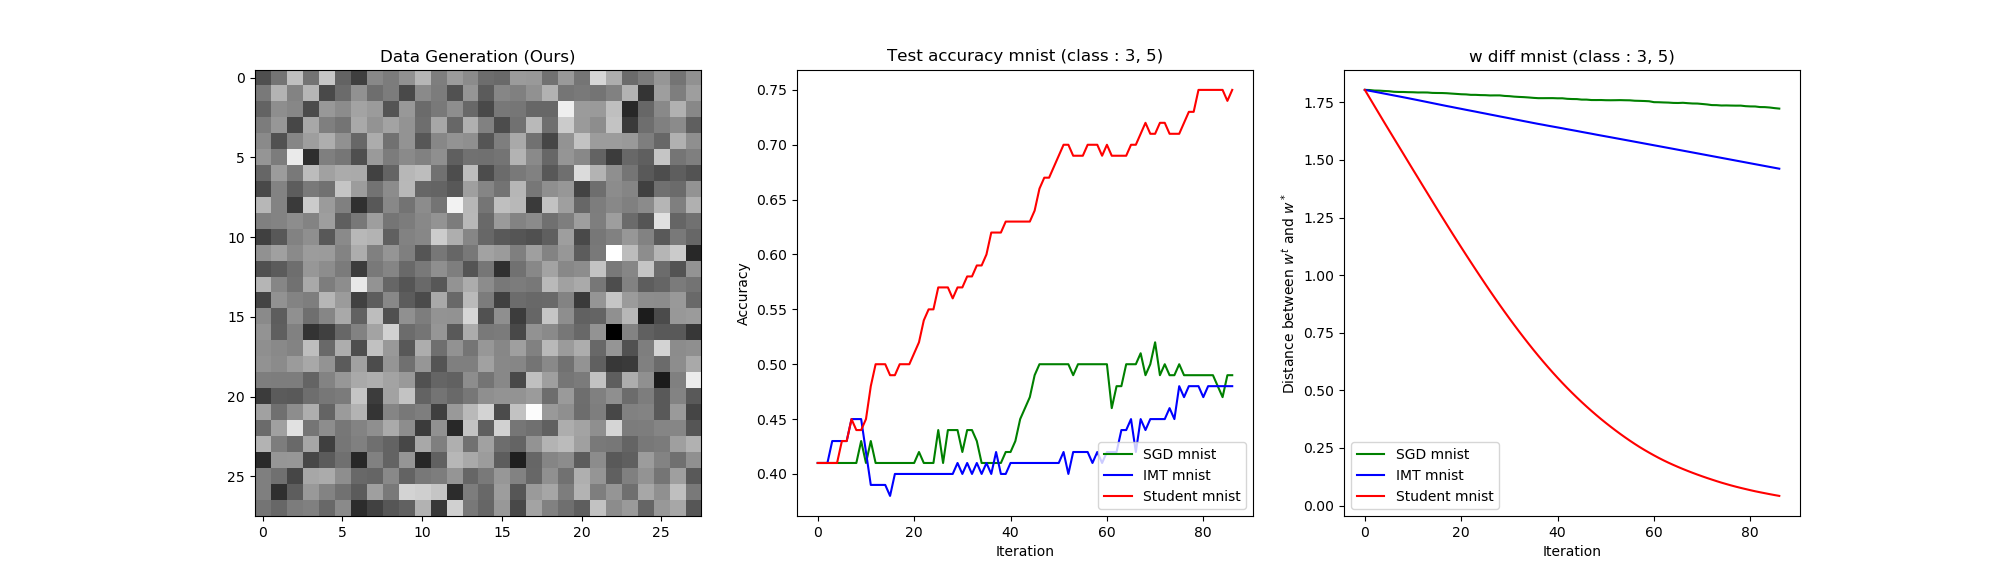 Data Generation (Ours)
0
5
10
15
20
25
0 5 10 15 20 25
Test accuracy mnist (class : 3, 5)
Accuracy
0.75
0.70
0.65
0.60
0.55
0.50
0.45
0.40
0 20 40 60 80
Iteration
SGD mnist
IMT mnist
Student mnist
w diff mnist (class : 3, 5)
Distance between w^t and w^*
1.75
1.50
1.25
1.00
0.75
0.50
0.25
0.00
0 20 40 60 80
Iteration
SGD mnist
IMT mnist
Student mnist